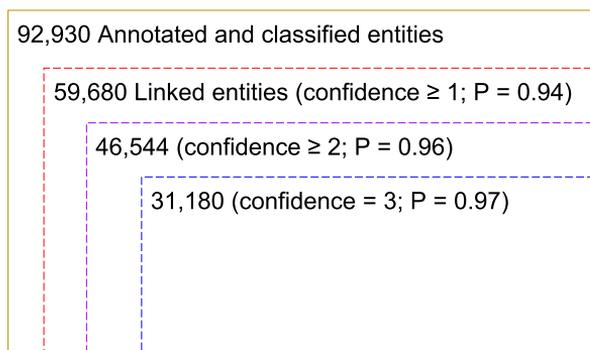 92,930 Annotated and classified entities
59,680 Linked entities (confidence ≥ 1; P = 0.94)
46,544 (confidence ≥ 2; P = 0.96)
31,180 (confidence = 3; P = 0.97)